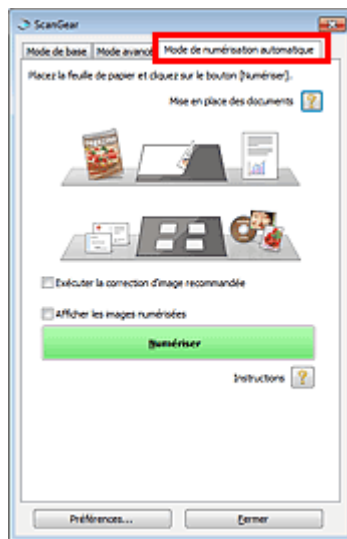 ScanGear
Mode de base Mode avancé Mode de numérisation automatique
Placez la feuille de papier et cliquez sur le bouton [Numériser].
Mise en place des documents
Exécuter la correction d'image recommandée
Afficher les images numérisées
Numériser
Instructions
Préférences... Fermer